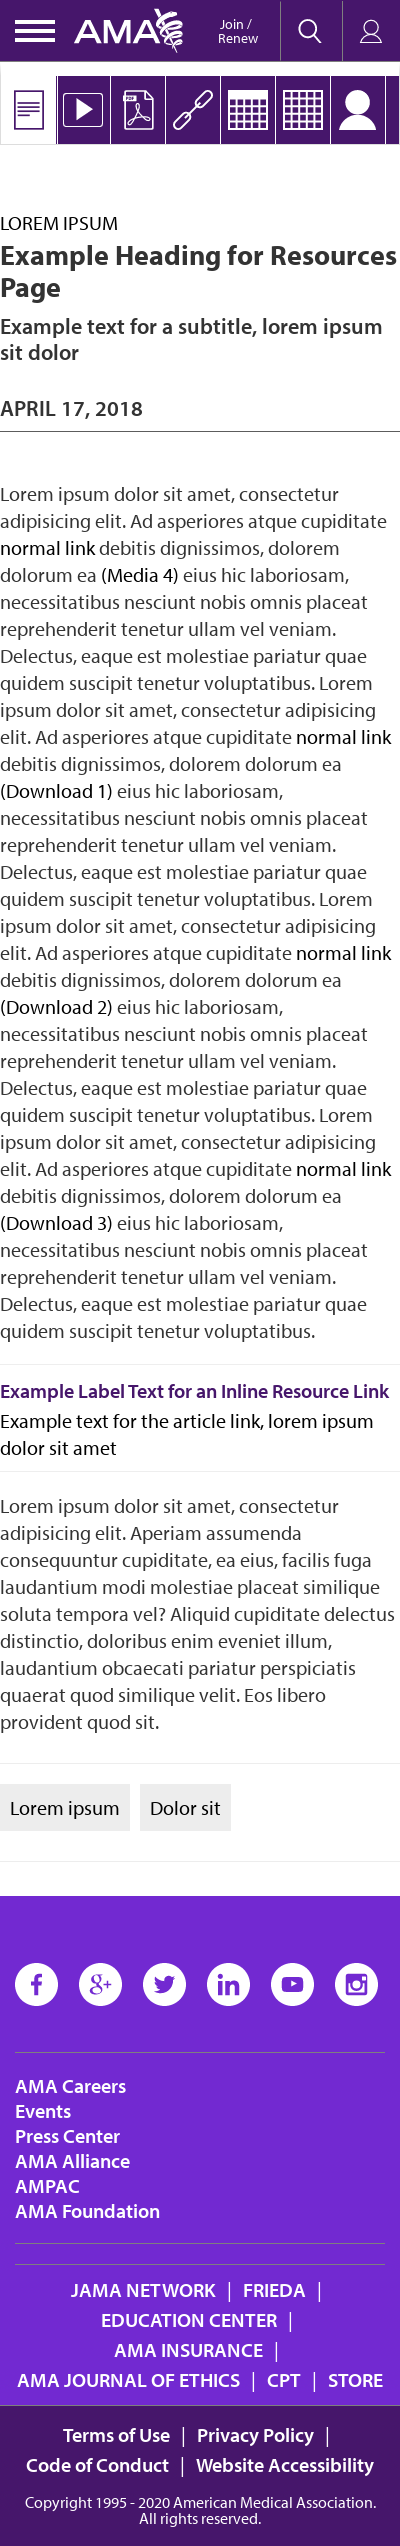 AMA
Join /
Renew
PDF
LOREM IPSUM
Example Heading for Resources
Page
Example text for a subtitle, lorem ipsum
sit dolor
APRIL 17, 2018
Lorem ipsum dolor sit amet, consectetur
adipisicing elit. Ad asperiores atque cupiditate
normal link debitis dignissimos, dolorem
dolorum ea (Media 4) eius hic laboriosam,
necessitatibus nesciunt nobis omnis placeat
reprehenderit tenetur ullam vel veniam.
Delectus, eaque est molestiae pariatur quae
quidem suscipit tenetur voluptatibus. Lorem
ipsum dolor sit amet, consectetur adipisicing
elit. Ad asperiores atque cupiditate normal link
debitis dignissimos, dolorem dolorum ea
(Download 1) eius hic laboriosam,
necessitatibus nesciunt nobis omnis placeat
reprehenderit tenetur ullam vel veniam.
Delectus, eaque est molestiae pariatur quae
quidem suscipit tenetur voluptatibus. Lorem
ipsum dolor sit amet, consectetur adipisicing
elit. Ad asperiores atque cupiditate normal link
debitis dignissimos, dolorem dolorum ea
(Download 2) eius hic laboriosam,
necessitatibus nesciunt nobis omnis placeat
reprehenderit tenetur ullam vel veniam.
Delectus, eaque est molestiae pariatur quae
quidem suscipit tenetur voluptatibus. Lorem
ipsum dolor sit amet, consectetur adipisicing
elit. Ad asperiores atque cupiditate normal link
debitis dignissimos, dolorem dolorum ea
(Download 3) eius hic laboriosam,
necessitatibus nesciunt nobis omnis placeat
reprehenderit tenetur ullam vel veniam.
Delectus, eaque est molestiae pariatur quae
quidem suscipit tenetur voluptatibus.
Example Label Text for an Inline Resource Link
Example text for the article link, lorem ipsum
dolor sit amet
Lorem ipsum dolor sit amet, consectetur
adipisicing elit. Aperiam assumenda
consequuntur cupiditate, ea eius, facilis fuga
laudantium modi molestiae placeat similique
soluta tempora vel? Aliquid cupiditate delectus
distinctio, doloribus enim eveniet illum,
laudantium obcaecati pariatur perspiciatis
quaerat quod similique velit. Eos libero
provident quod sit.
Lorem ipsum Dolor sit
AMA Careers
Events
Press Center
AMA Alliance
AMPAC
AMA Foundation
JAMA NETWORK | FRIEDA |
EDUCATION CENTER |
AMA INSURANCE |
AMA JOURNAL OF ETHICS | CPT | STORE
Terms of Use | Privacy Policy |
Code of Conduct | Website Accessibility
Copyright 1995 - 2020 American Medical Association.
All rights reserved.